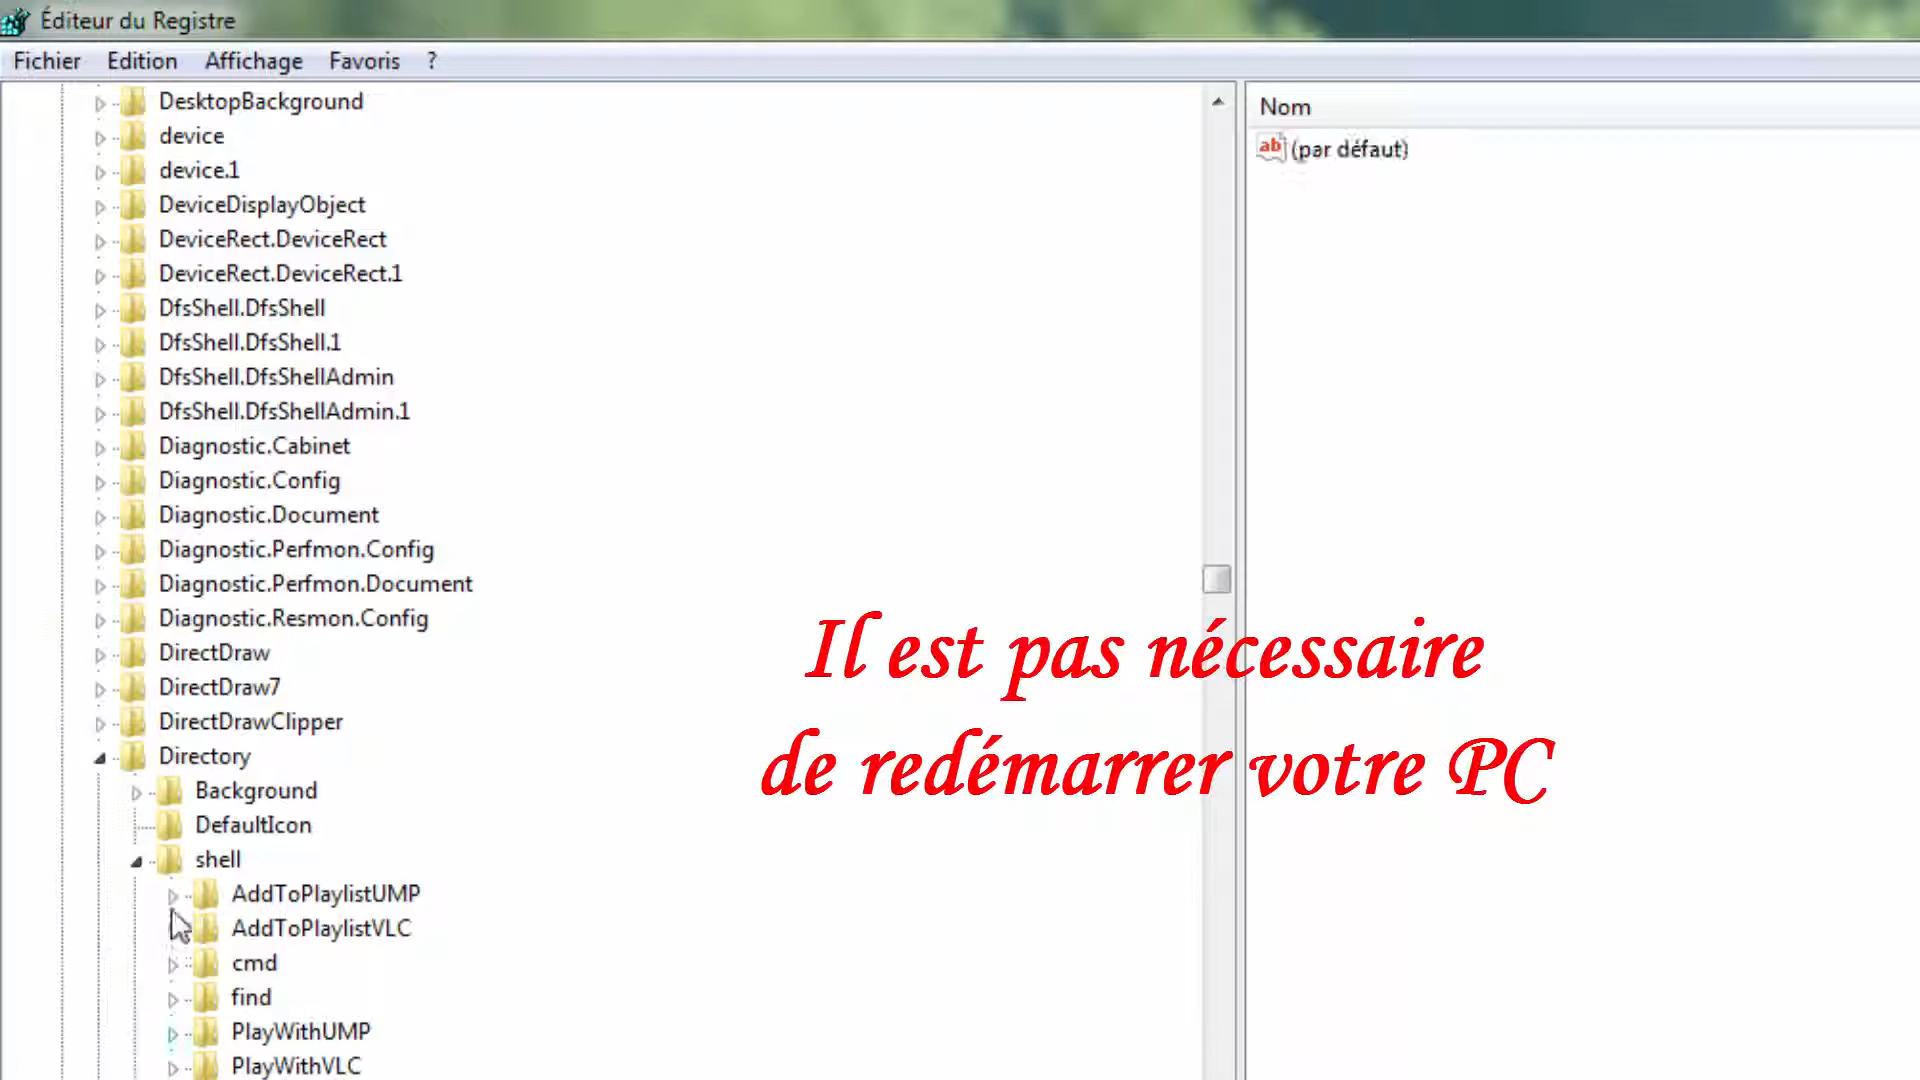 Éditeur du Registre
Fichier Edition Affichage Favoris ?
DesktopBackground
device
device.1
DeviceDisplayObject
DeviceRect.DeviceRect
DeviceRect.DeviceRect.1
DfsShell.DfsShell
DfsShell.DfsShell.1
DfsShell.DfsShellAdmin
DfsShell.DfsShellAdmin.1
Diagnostic.Cabinet
Diagnostic.Config
Diagnostic.Document
Diagnostic.Perfmon.Config
Diagnostic.Perfmon.Document
Diagnostic.Resmon.Config
DirectDraw
DirectDraw7
DirectDrawClipper
Directory
Background
DefaultIcon
shell
AddToPlaylistUMP
AddToPlaylistVLC
cmd
find
PlayWithUMP
PlayWithVLC
Nom
ab (par défaut)
Il est pas nécessaire
de redémarrer votre PC